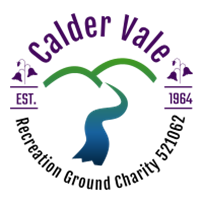 Calder Vale
EST. 1964
Recreation Ground Charity 521062